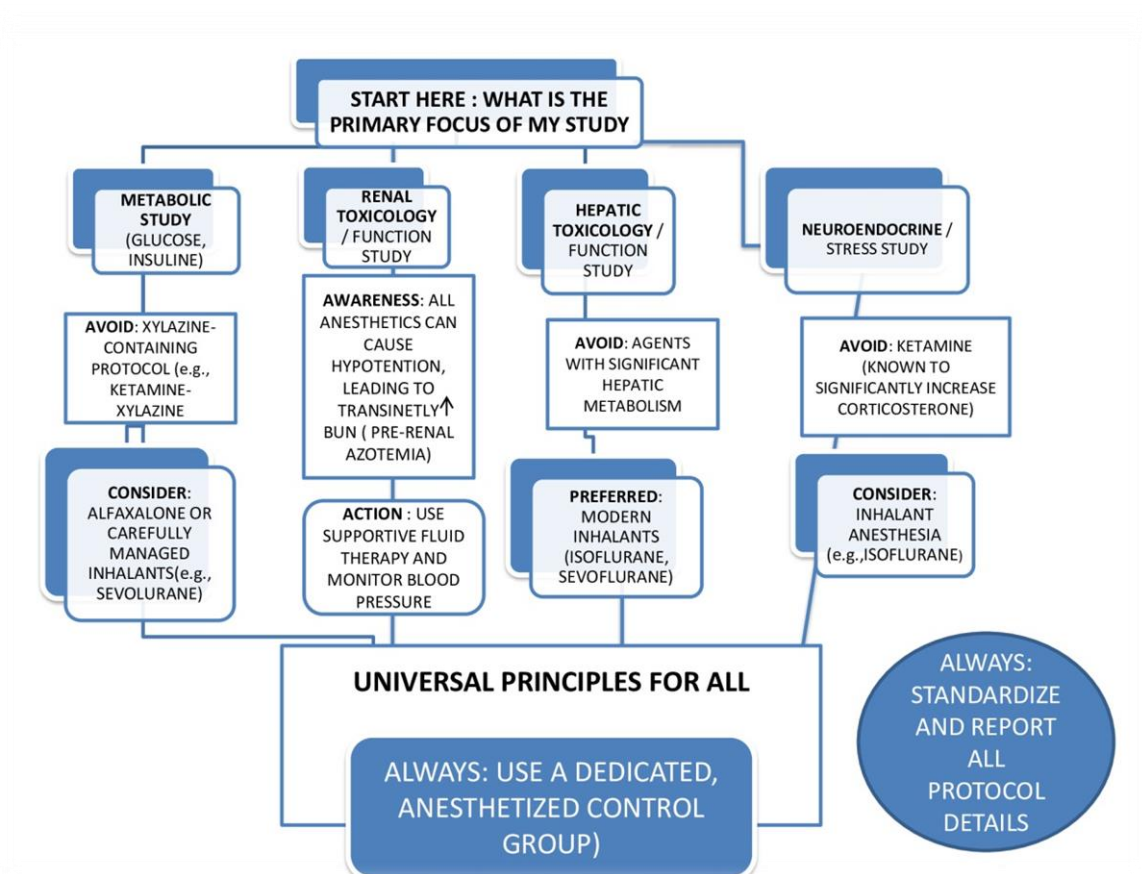 START HERE : WHAT IS THE
PRIMARY FOCUS OF MY STUDY
METABOLIC
STUDY
(GLUCOSE,
INSULINE)
AVOID: XYLAZINE-
CONTAINING
PROTOCOL (e.g.,
KETAMINE-
XYLAZINE
CONSIDER:
ALFAXALONE OR
CAREFULLY
MANAGED
INHALANTS(e.g.,
SEVOLURANE)
RENAL
TOXICOLOGY
/ FUNCTION
STUDY
AWARENESS: ALL
ANESTHETICS CAN
CAUSE
HYPOTENTION,
LEADING TO
TRANSINETLY↑
BUN ( PRE-RENAL
AZOTEMIA)
ACTION : USE
SUPPORTIVE FLUID
THERAPY AND
MONITOR BLOOD
PRESSURE
HEPATIC
TOXICOLOGY /
FUNCTION
STUDY
AVOID: AGENTS
WITH SIGNIFICANT
HEPATIC
METABOLISM
PREFERRED:
MODERN
INHALANTS
(ISOFLURANE,
SEVOFLURANE)
NEUROENDOCRINE /
STRESS STUDY
AVOID: KETAMINE
(KNOWN TO
SIGNIFICANTLY INCREASE
CORTICOSTERONE)
CONSIDER:
INHALANT
ANESTHESIA
(e.g.,ISOFLURANE)
UNIVERSAL PRINCIPLES FOR ALL
ALWAYS: USE A DEDICATED,
ANESTHETIZED CONTROL
GROUP)
ALWAYS:
STANDARDIZE
AND REPORT
ALL
PROTOCOL
DETAILS